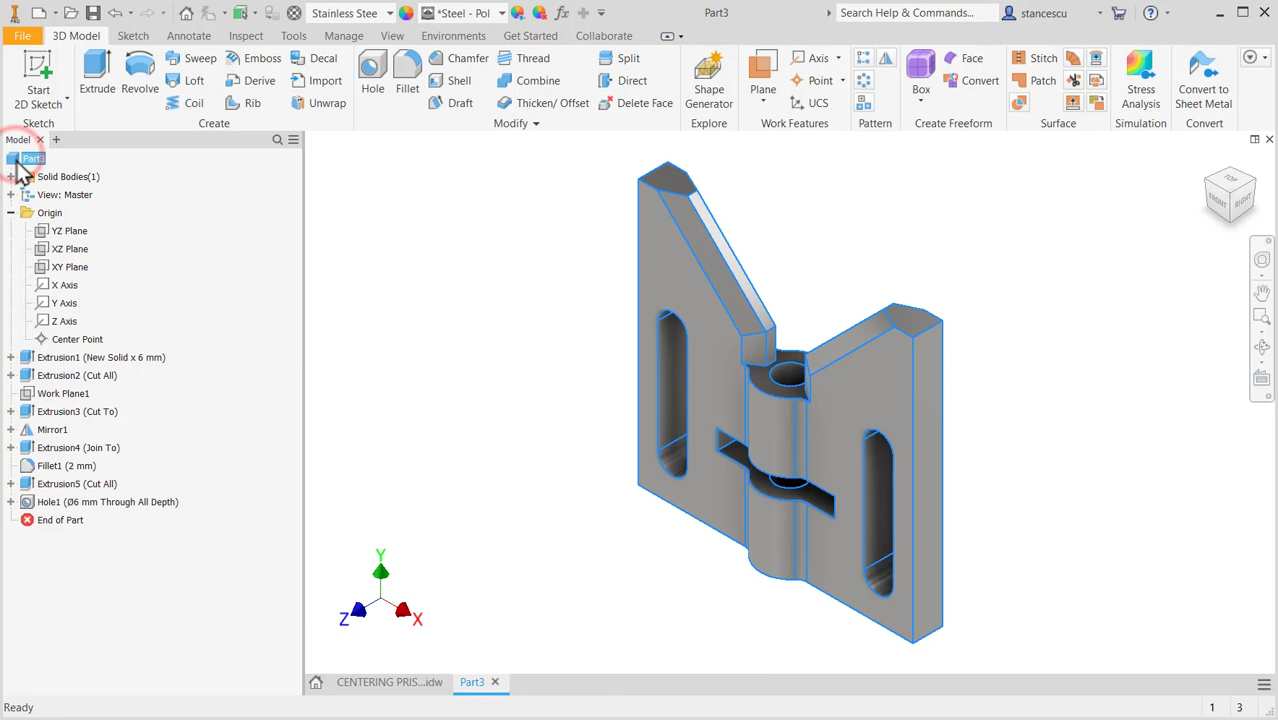 PRO
Stainless Stee
*Steel - Pol
fx
Part3
Search Help & Commands...
stancescu
File
3D Model
Sketch
Annotate
Inspect
Tools
Manage
View
Environments
Get Started
Collaborate
Start
2D Sketch
Extrude
Revolve
Sweep
Emboss
Decal
Loft
Derive
Import
Coil
Rib
Unwrap
Hole
Fillet
Chamfer
Thread
Split
Shell
Combine
Direct
Draft
Thicken/ Offset
Delete Face
Shape
Generator
Plane
Axis
Point
UCS
Box
Face
Convert
Stitch
Patch
Stress
Analysis
Convert to
Sheet Metal
Sketch
Create
Modify
Explore
Work Features
Pattern
Create Freeform
Surface
Simulation
Convert
Model
Part3
Solid Bodies(1)
View: Master
Origin
YZ Plane
XZ Plane
XY Plane
X Axis
Y Axis
Z Axis
Center Point
Extrusion1 (New Solid x 6 mm)
Extrusion2 (Cut All)
Work Plane1
Extrusion3 (Cut To)
Mirror1
Extrusion4 (Join To)
Fillet1 (2 mm)
Extrusion5 (Cut All)
Hole1 (Ø6 mm Through All Depth)
End of Part
TOP
FRONT
RIGHT
Y
Z
X
CENTERING PRIS...idw
Part3
Ready
1
3